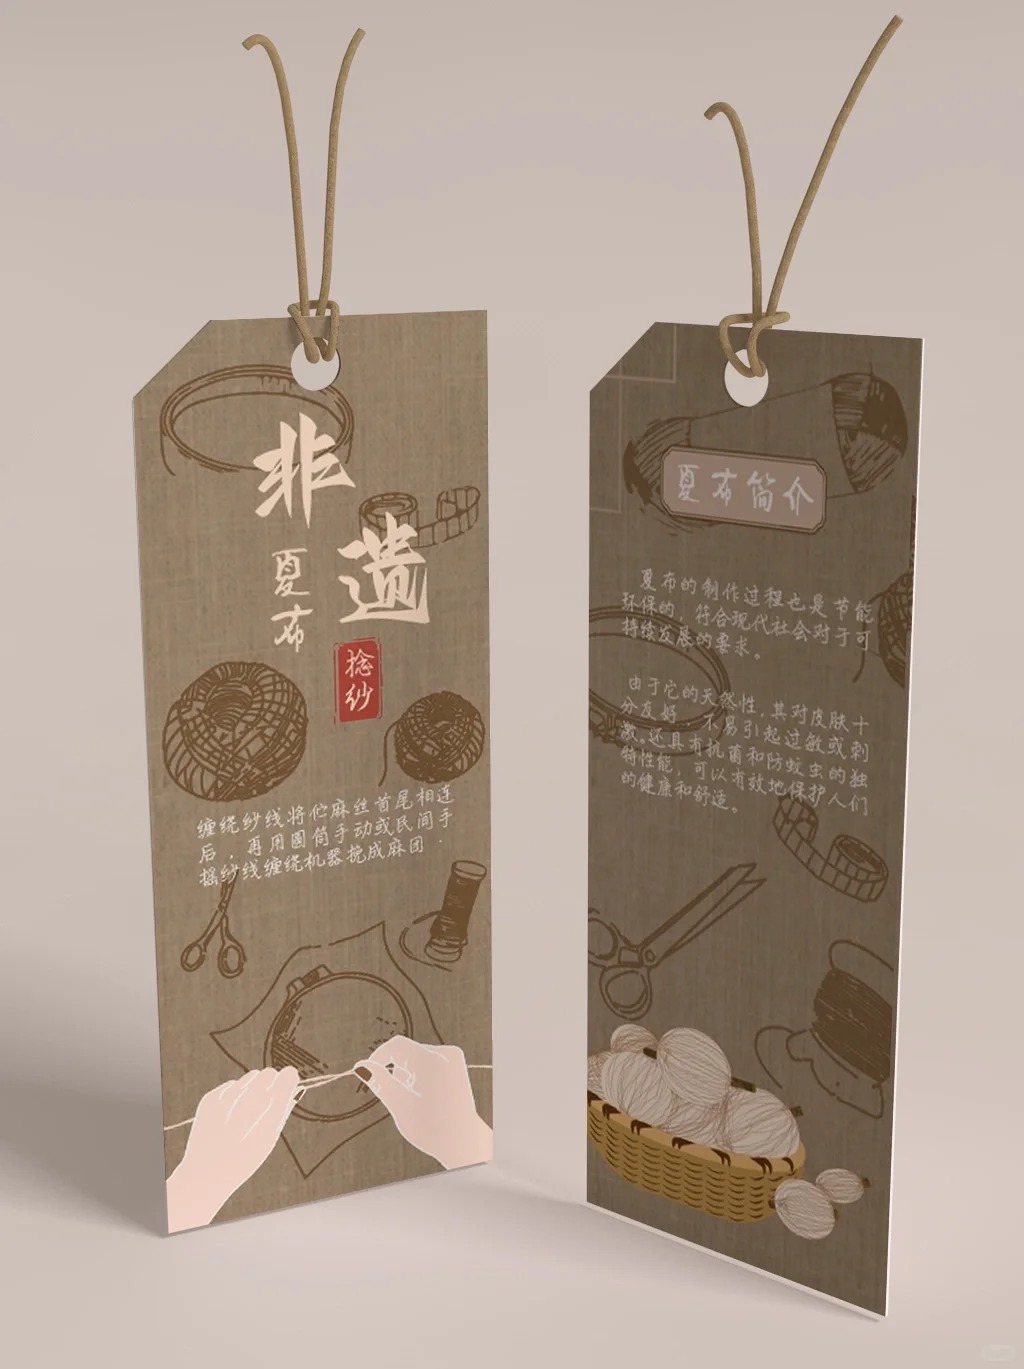 非
遗
夏布
捻纱
缠绕纱线将伫麻丝首尾相连
后，再用圆筒手动或民间手
摇纱线缠绕机器挽成麻团．
夏布简介
夏布的制作过程也是节能
环保的，符合现代社会对于可
持续发展的要求。
由于它的天然性，其对皮肤十
分友好，不易引起过敏或刺
激。还具有抗菌和防蚊虫的独
特性能，可以有效地保护人们
的健康和舒适。